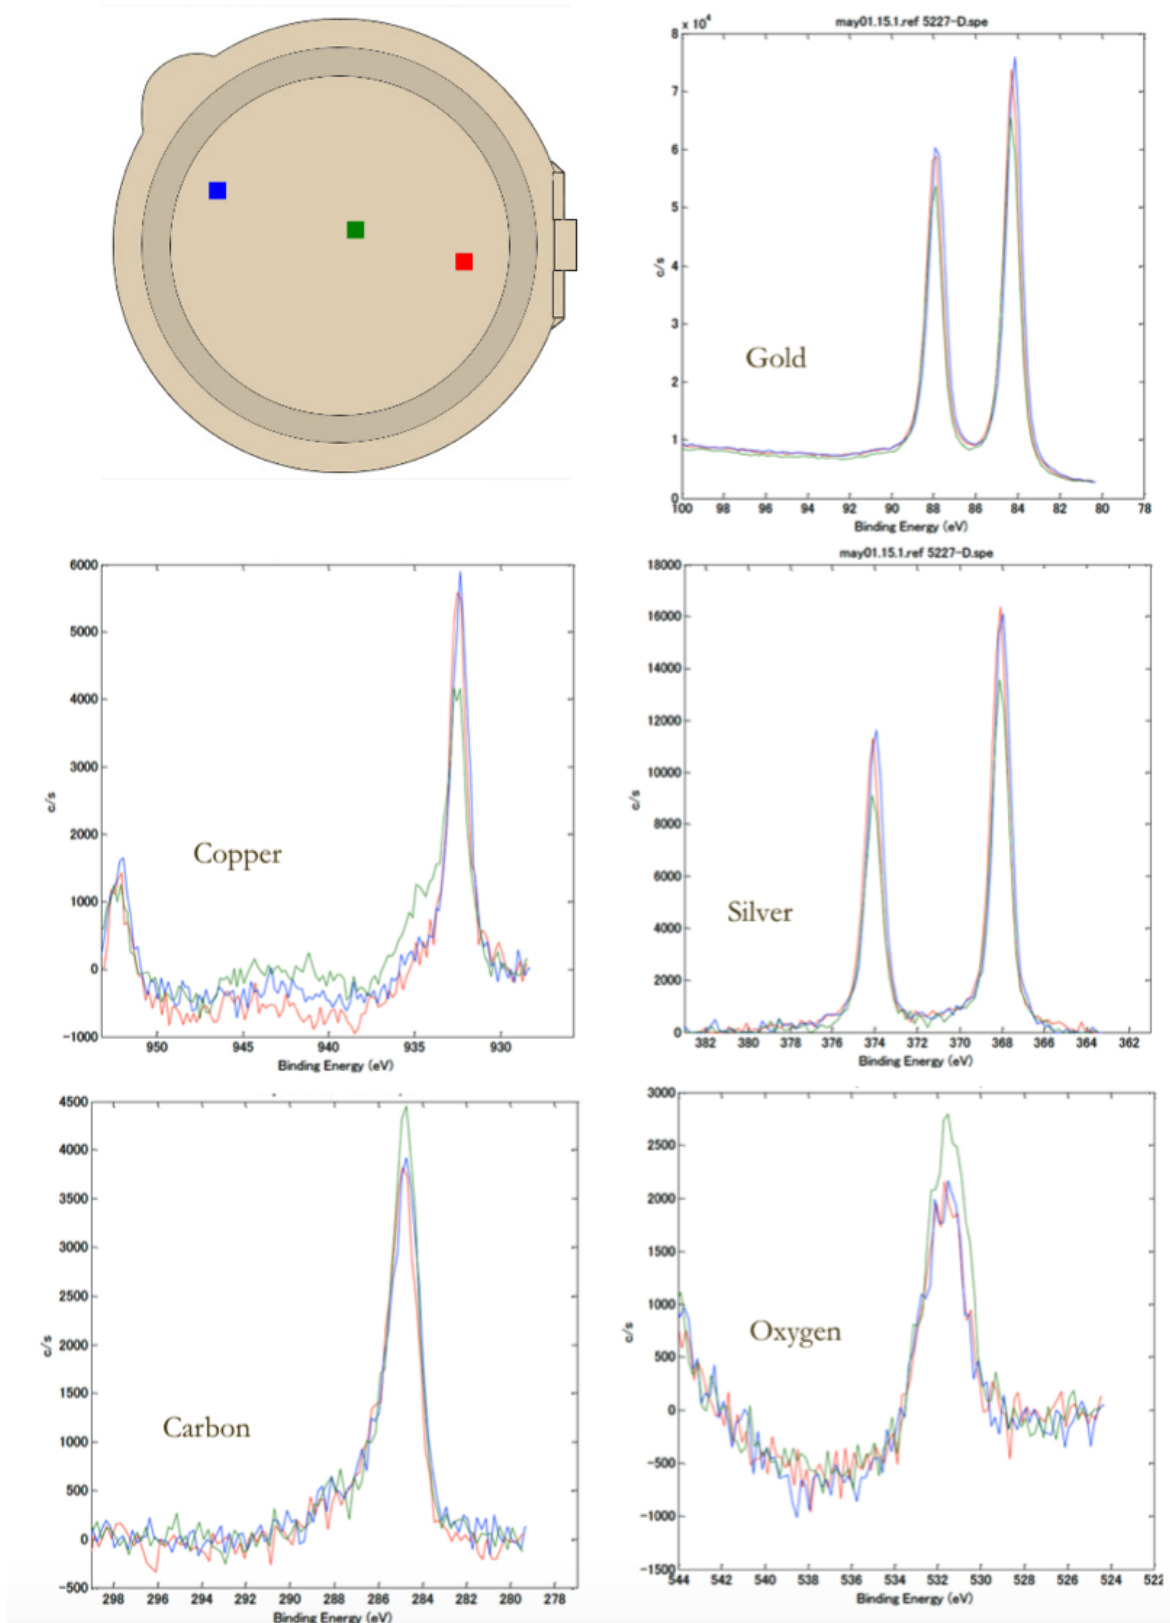 may01.15.1.ref 5227-D.spe
x 10⁴
8
7
6
5
4
3
2
1
0
c/s
Gold
100 98 96 94 92 90 88 86 84 82 80 78
Binding Energy (eV)
6000
5000
4000
3000
2000
1000
0
-1000
c/s
Copper
950 945 940 935 930
Binding Energy (eV)
may01.15.1.ref 5227-D.spe
18000
16000
14000
12000
10000
8000
6000
4000
2000
0
c/s
Silver
382 380 378 376 374 372 370 368 366 364 362
Binding Energy (eV)
4500
4000
3500
3000
2500
2000
1500
1000
500
0
-500
c/s
Carbon
298 296 294 292 290 288 286 284 282 280 278
Binding Energy (eV)
3000
2500
2000
1500
1000
500
0
-500
-1000
-1500
c/s
Oxygen
544 542 540 538 536 534 532 530 528 526 524 522
Binding Energy (eV)